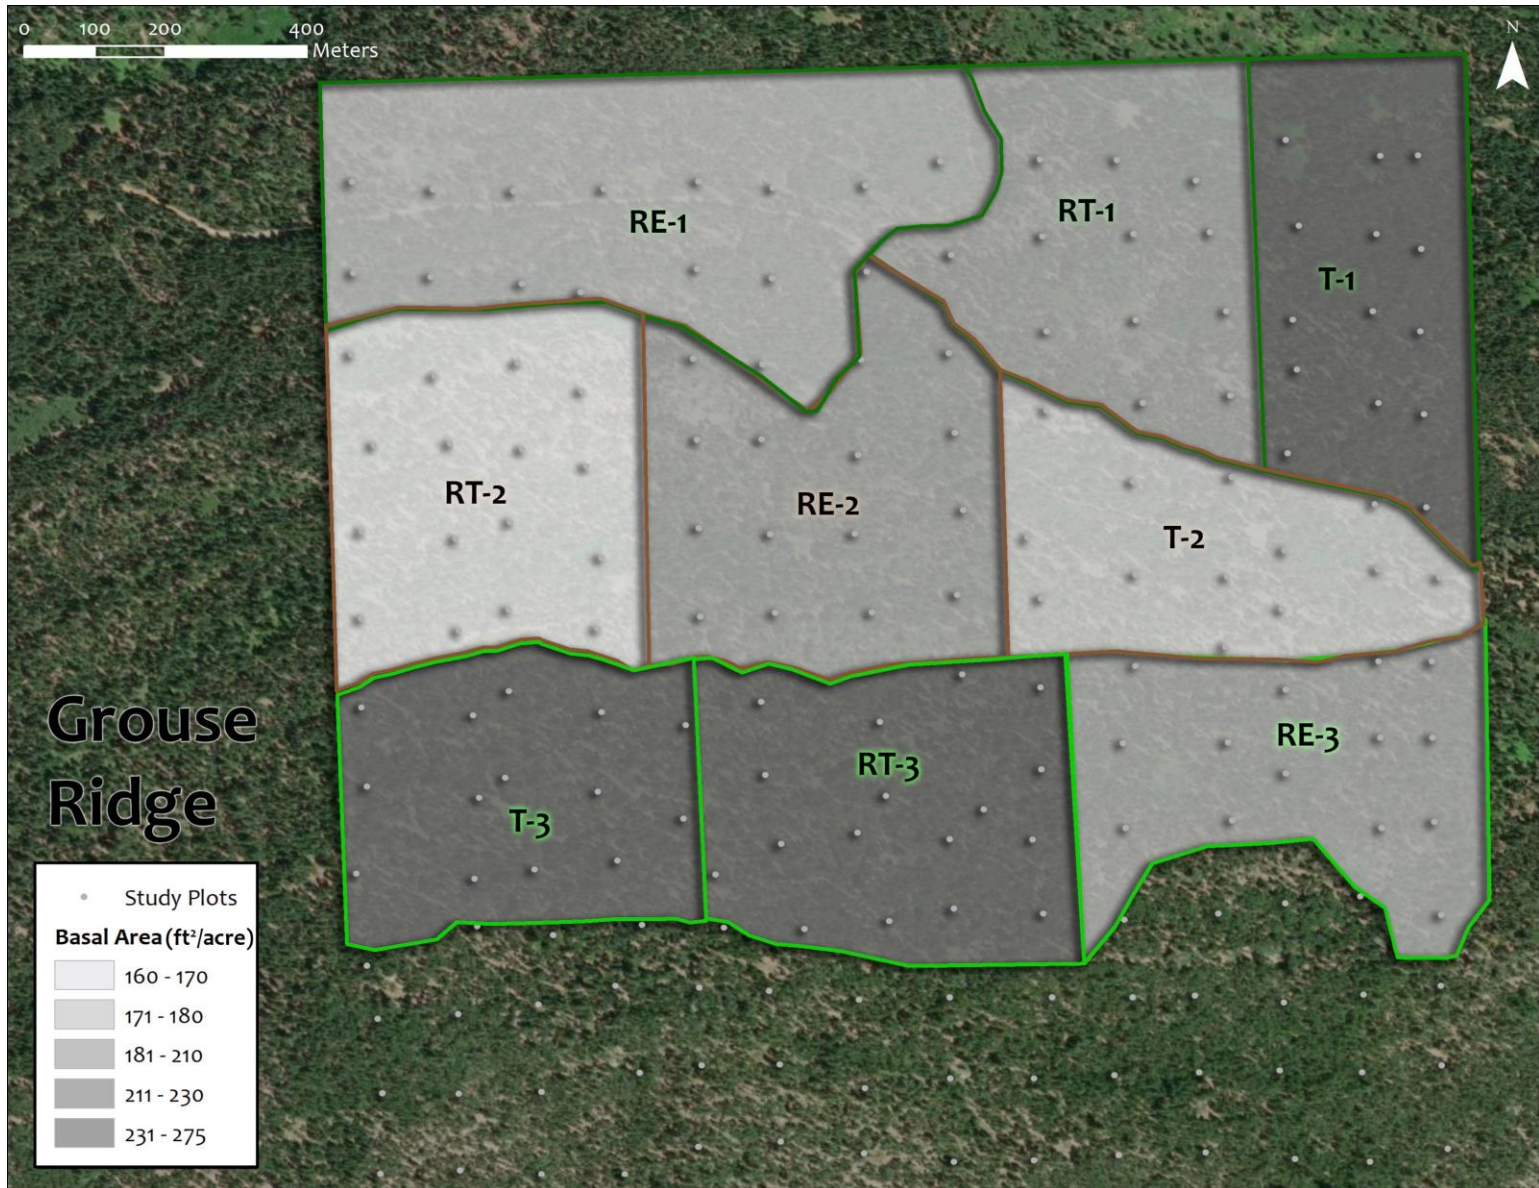 0 100 200 400
Meters
N
RE-1
RT-1
T-1
RT-2
RE-2
T-2
Grouse
Ridge
T-3
RT-3
RE-3
Study Plots
Basal Area (ft²/acre)
160 - 170
171 - 180
181 - 210
211 - 230
231 - 275